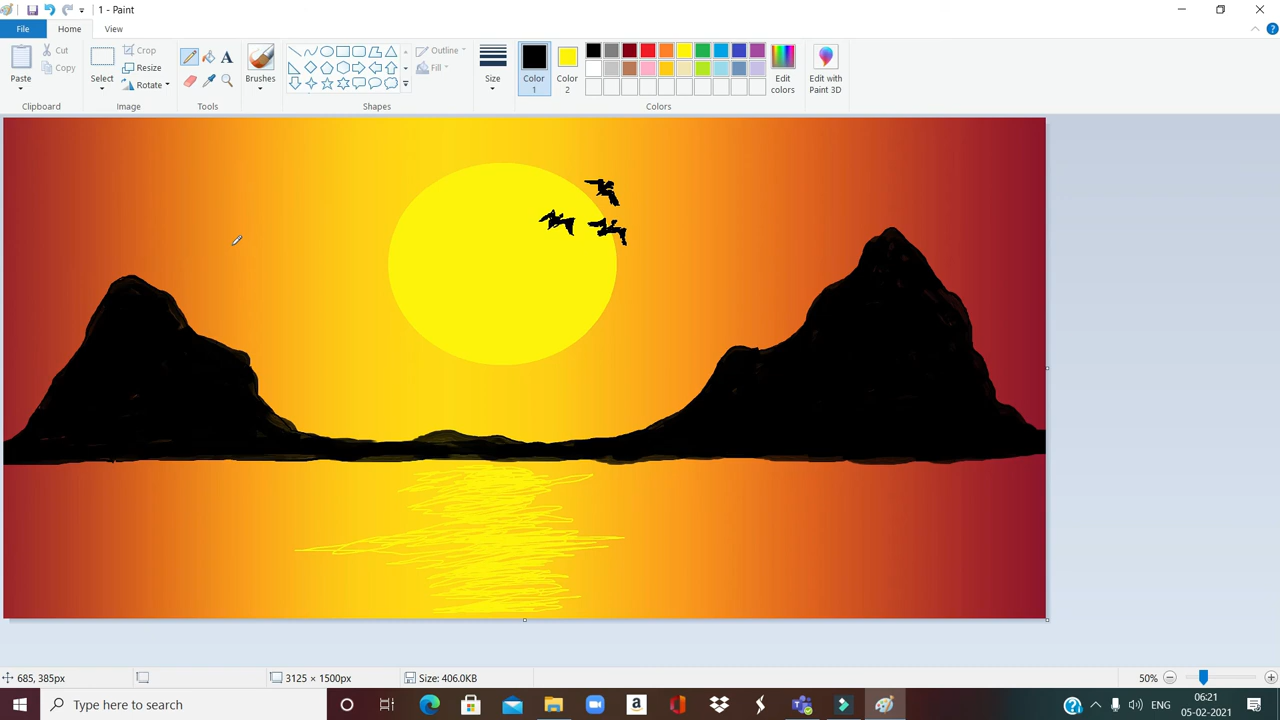 1 - Paint
File Home View
Paste
Cut
Copy
Clipboard
Select
Crop
Resize
Rotate
Image
A
Tools
Brushes
Outline
Fill
Shapes
Size
Color 1
Color 2
Edit colors
Colors
Edit with Paint 3D
685, 385px
3125 × 1500px
Size: 406.0KB
50%
Type here to search
ENG
06:21
05-02-2021